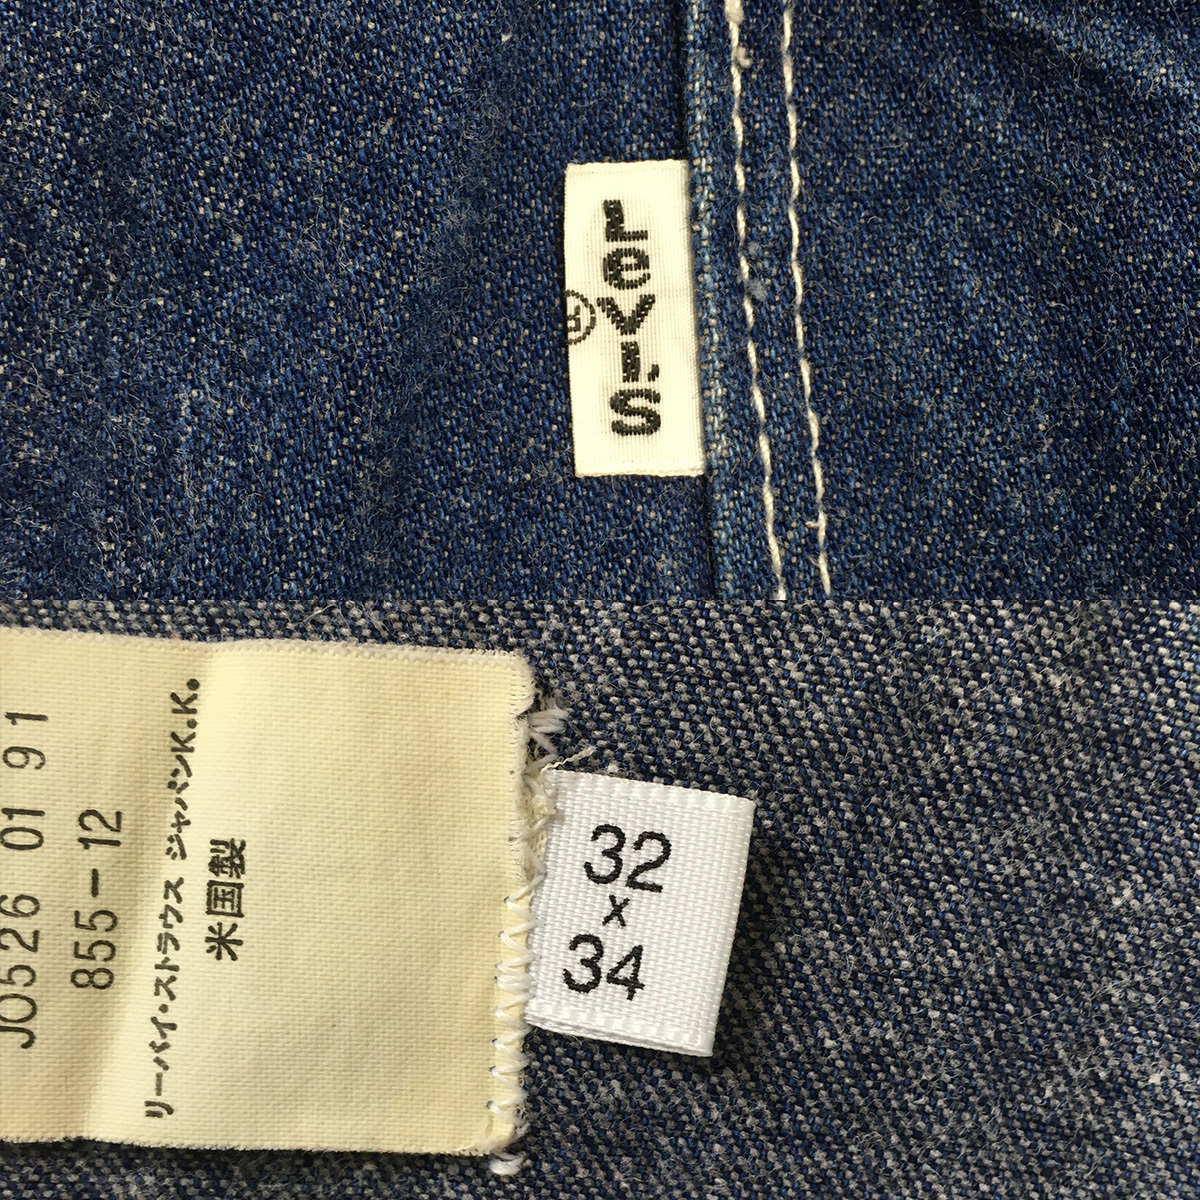 LeVI'S
®
J0526 01 91
855-12
リーバイ・ストラウス ジャパンK.K.
米国製
32
x
34